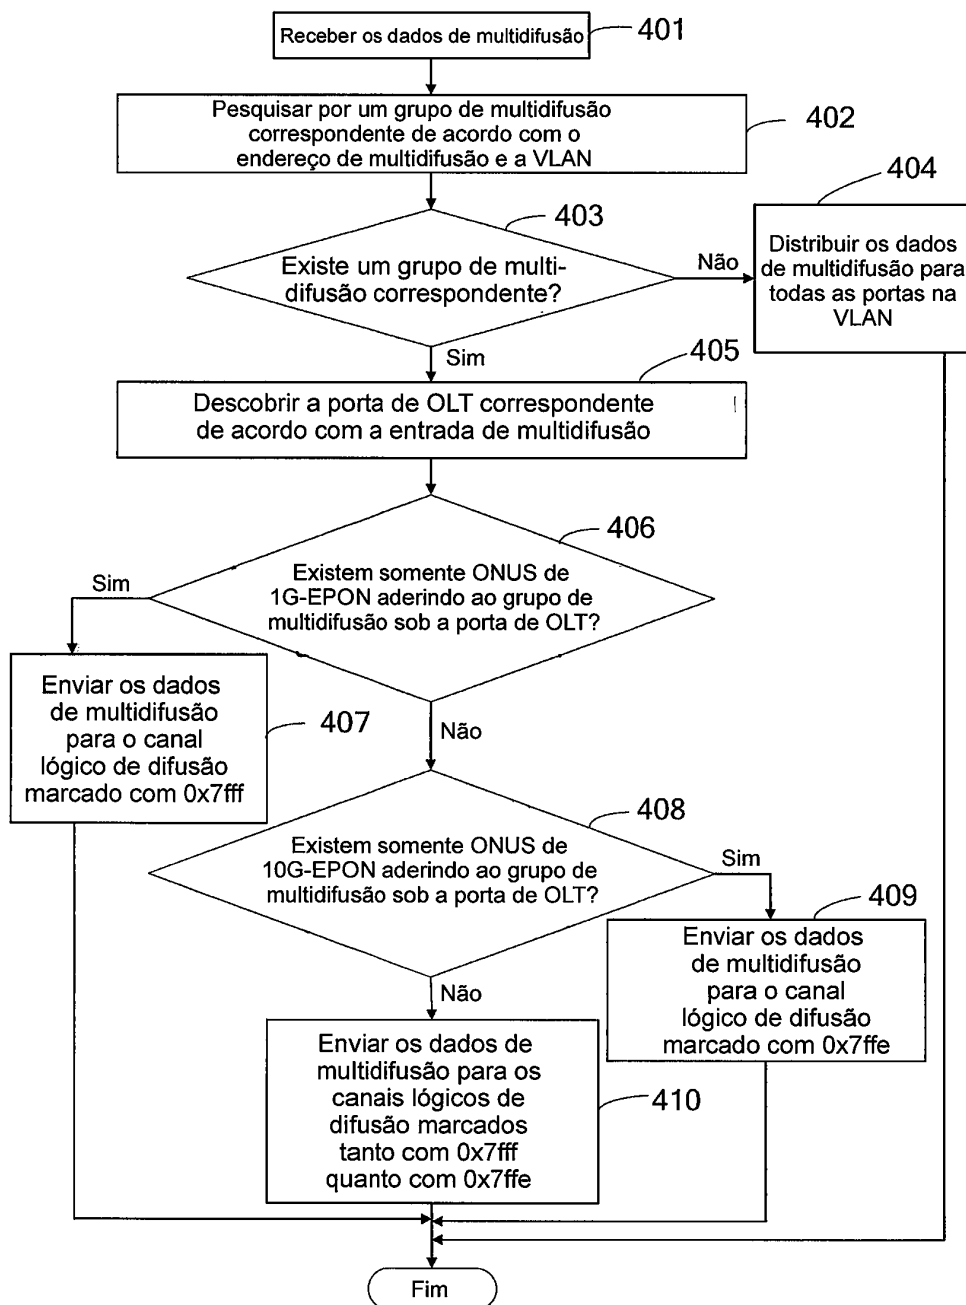 Receber os dados de multidifusão
401
Pesquisar por um grupo de multidifusão
correspondente de acordo com o
endereço de multidifusão e a VLAN
402
403
Existe um grupo de multi-
difusão correspondente?
Não
404
Distribuir os dados
de multidifusão para
todas as portas na
VLAN
Sim
405
Descobrir a porta de OLT correspondente
de acordo com a entrada de multidifusão
406
Existem somente ONUS de
1G-EPON aderindo ao grupo de
multidifusão sob a porta de OLT?
Sim
Enviar os dados
de multidifusão
para o canal
lógico de difusão
marcado com 0x7fff
407
Não
408
Existem somente ONUS de
10G-EPON aderindo ao grupo de
multidifusão sob a porta de OLT?
Sim
409
Enviar os dados
de multidifusão
para o canal
lógico de difusão
marcado com 0x7ffe
Não
Enviar os dados de
multidifusão para os
canais lógicos de
difusão marcados
tanto com 0x7fff
quanto com 0x7ffe
410
Fim